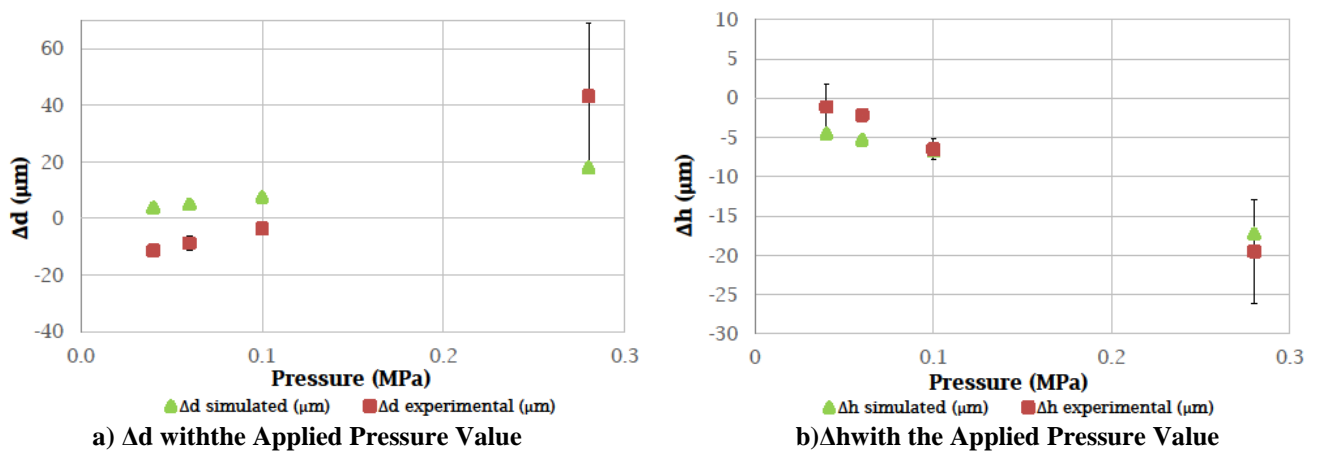 60
40
20
0
-20
-40
Δd (μm)
0.0
0.1
0.2
0.3
Pressure (MPa)
Δd simulated (μm)
Δd experimental (μm)
a) Δd withthe Applied Pressure Value
10
5
0
-5
-10
-15
-20
-25
-30
Δh (μm)
0
0.1
0.2
0.3
Pressure (MPa)
Δh simulated (μm)
Δh experimental (μm)
b)Δhwith the Applied Pressure Value